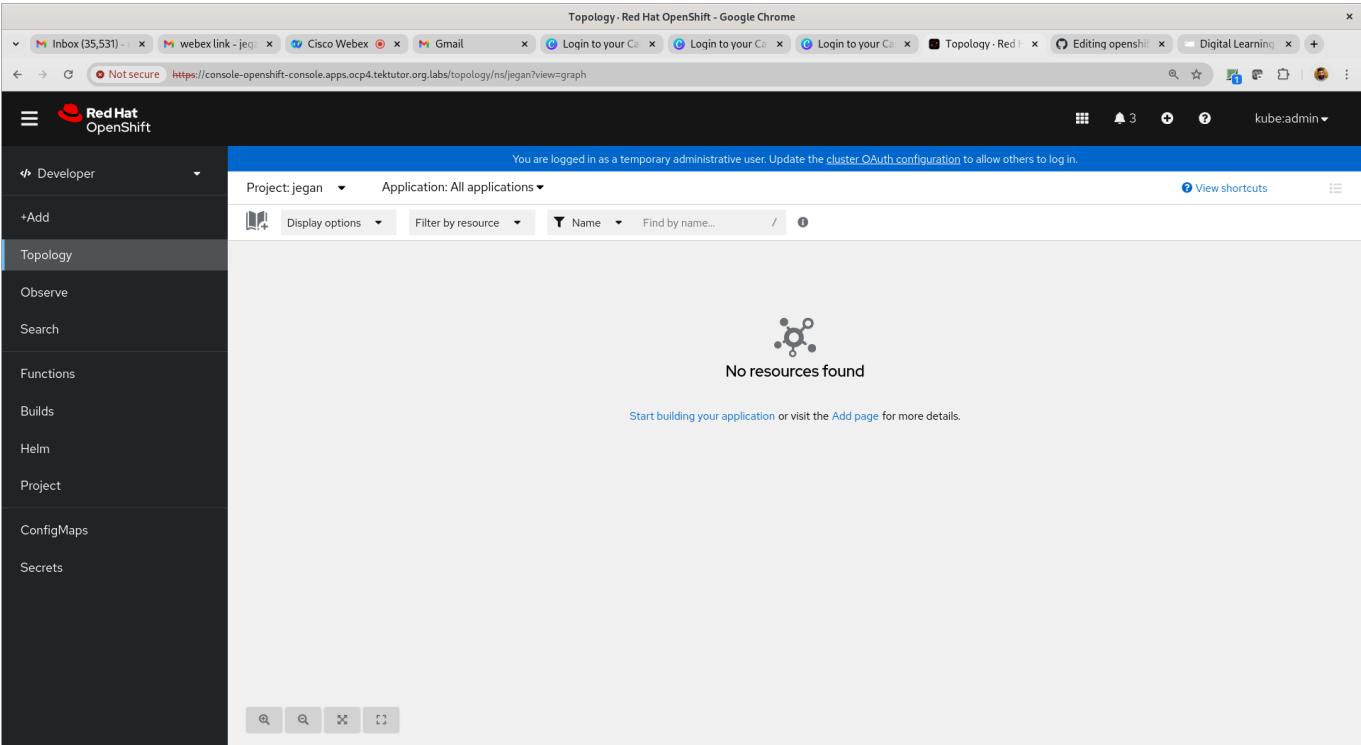 Topology · Red Hat OpenShift - Google Chrome
Inbox (35,531) - webex link - jega Cisco Webex Gmail Login to your Ca Login to your Ca Login to your Ca Topology · Red H Editing openshif Digital Learning
Not secure https://console-openshift-console.apps.ocp4.tektutor.org.labs/topology/ns/jegan?view=graph
1
Red Hat
OpenShift
3 kube:admin
You are logged in as a temporary administrative user. Update the cluster OAuth configuration to allow others to log in.
Developer
Project: jegan Application: All applications View shortcuts
+Add
Display options Filter by resource Name Find by name... /
Topology
Observe
Search
Functions
Builds
Helm
Project
ConfigMaps
Secrets
No resources found
Start building your application or visit the Add page for more details.